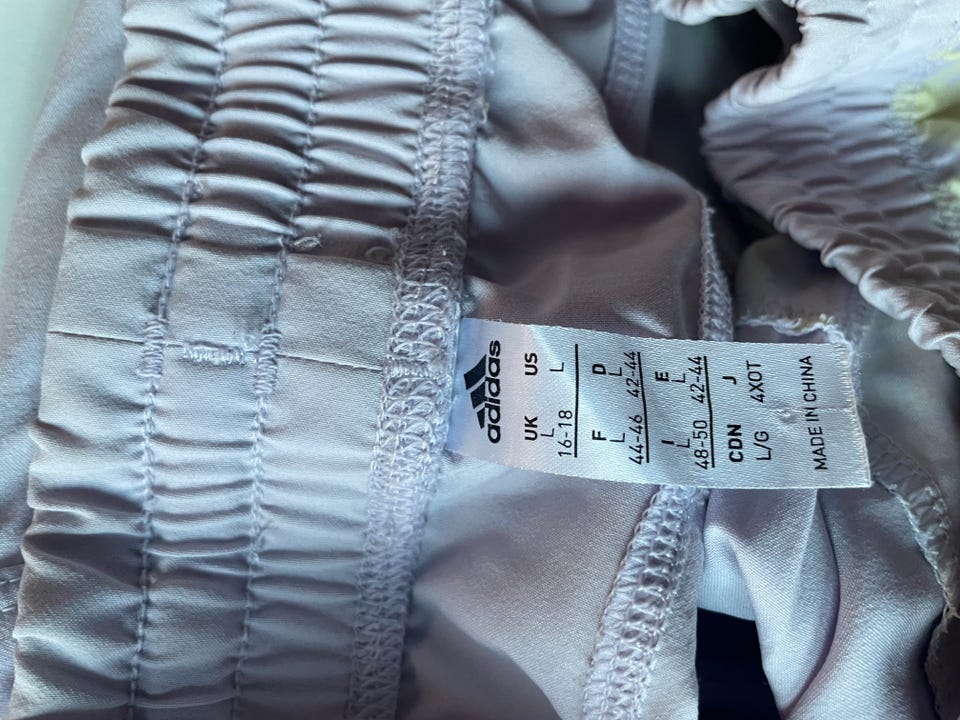 adidas
UK US
L L
16-18
F D
L L
44-46 42-44
I E
L L
48-50 42-44
CDN J
L/G 4XOT
MADE IN CHINA